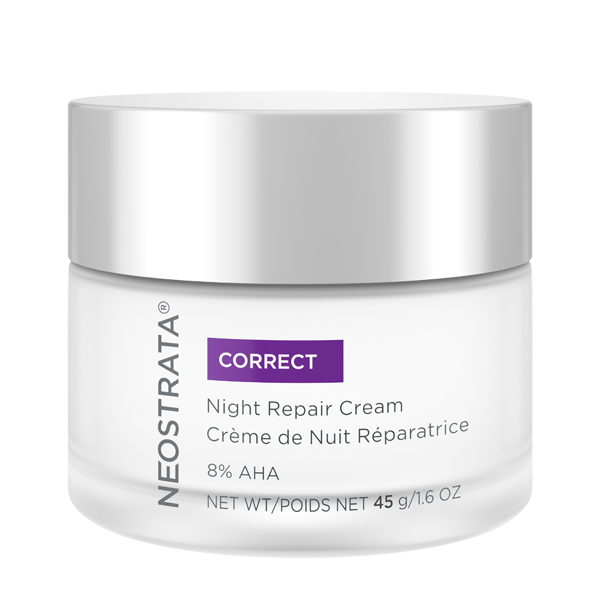 NEOSTRATA®
CORRECT
Night Repair Cream
Crème de Nuit Réparatrice
8% AHA
NET WT/POIDS NET 45 g/1.6 OZ